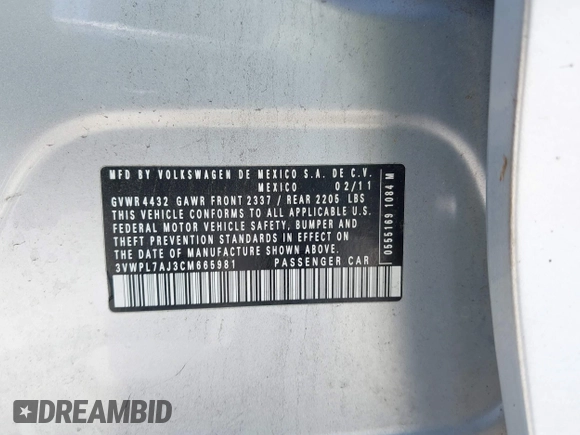 MFD BY VOLKSWAGEN DE MEXICO S.A. DE C.V.
MEXICO 02/11
GVWR 4432 GAWR FRONT 2337 / REAR 2205 LBS
THIS VEHICLE CONFORMS TO ALL APPLICABLE U.S.
FEDERAL MOTOR VEHICLE SAFETY, BUMPER AND
THEFT PREVENTION STANDARDS IN EFFECT ON
THE DATE OF MANUFACTURE SHOWN ABOVE.
3VWPL7AJ3CM665981 PASSENGER CAR
0555169 1084 M
DREAMBID